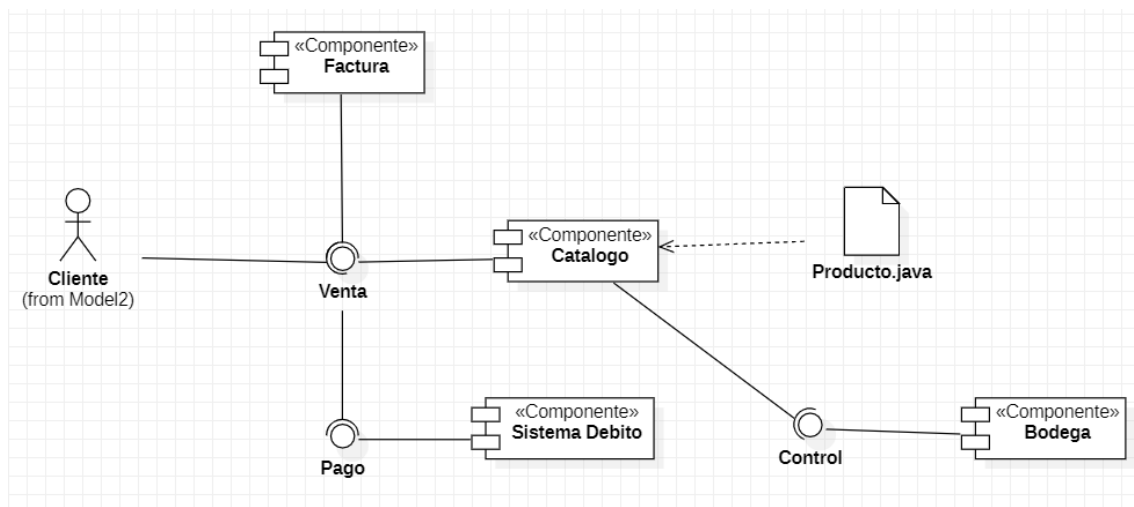 «Componente»
Factura
Cliente
(from Model2)
Venta
«Componente»
Catalogo
Producto.java
Pago
«Componente»
Sistema Debito
Control
«Componente»
Bodega